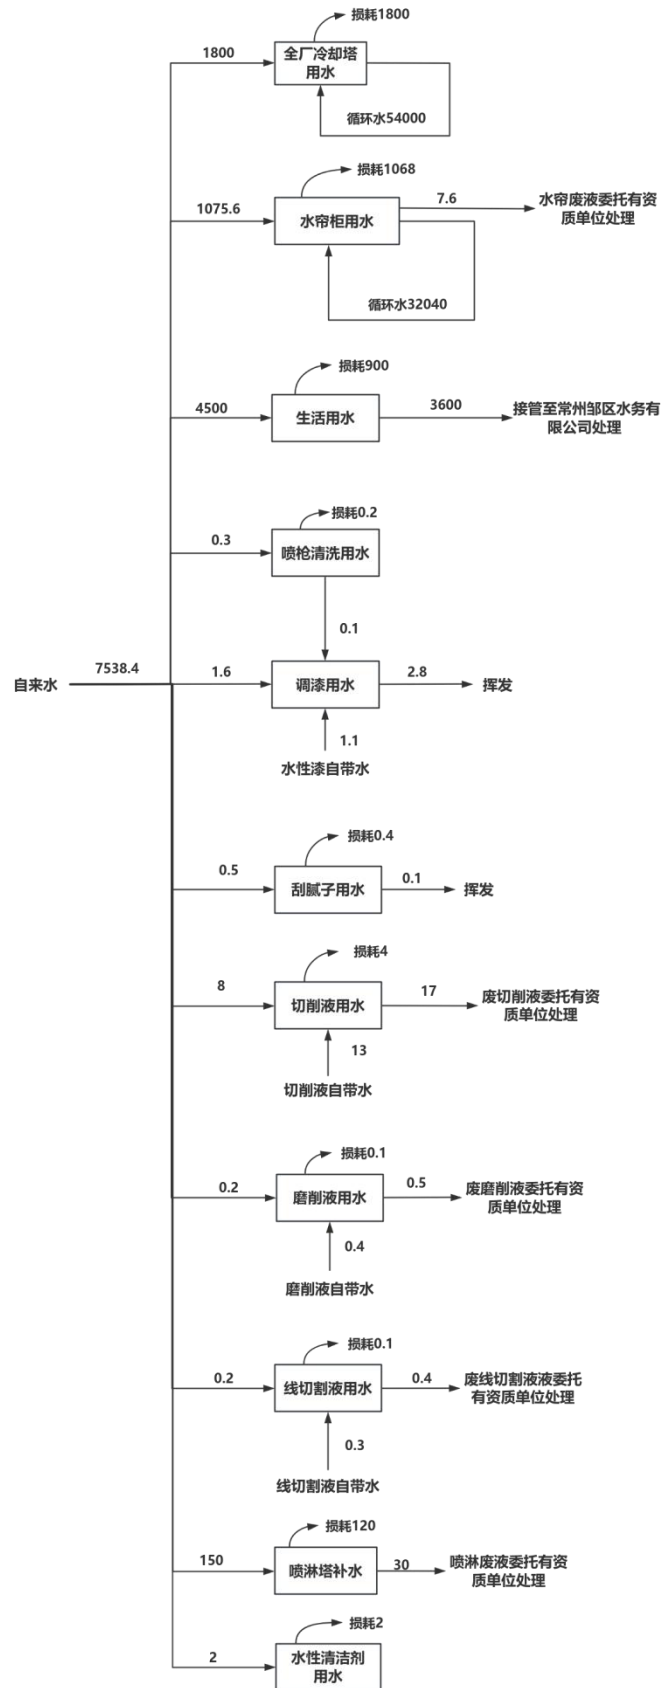 损耗1800
1800
全厂冷却塔
用水
循环水54000
损耗1068
1075.6
水帘柜用水
7.6
水帘废液委托有资
质单位处理
循环水32040
损耗900
4500
生活用水
3600
接管至常州邹区水务有
限公司处理
损耗0.2
0.3
喷枪清洗用水
0.1
自来水
7538.4
1.6
调漆用水
2.8
挥发
1.1
水性漆自带水
损耗0.4
0.5
刮腻子用水
0.1
挥发
损耗4
8
切削液用水
17
废切削液委托有资
质单位处理
13
切削液自带水
损耗0.1
0.2
磨削液用水
0.5
废磨削液委托有资
质单位处理
0.4
磨削液自带水
损耗0.1
0.2
线切割液用水
0.4
废线切割液液委托
有资质单位处理
0.3
线切割液自带水
损耗120
150
喷淋塔补水
30
喷淋废液委托有资
质单位处理
损耗2
2
水性清洁剂
用水